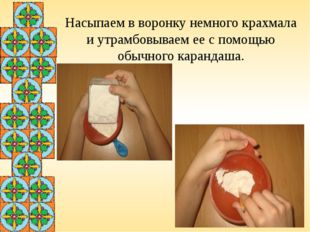 Насыпаем в воронку немного крахмала
и утрамбовываем ее с помощью
обычного карандаша.